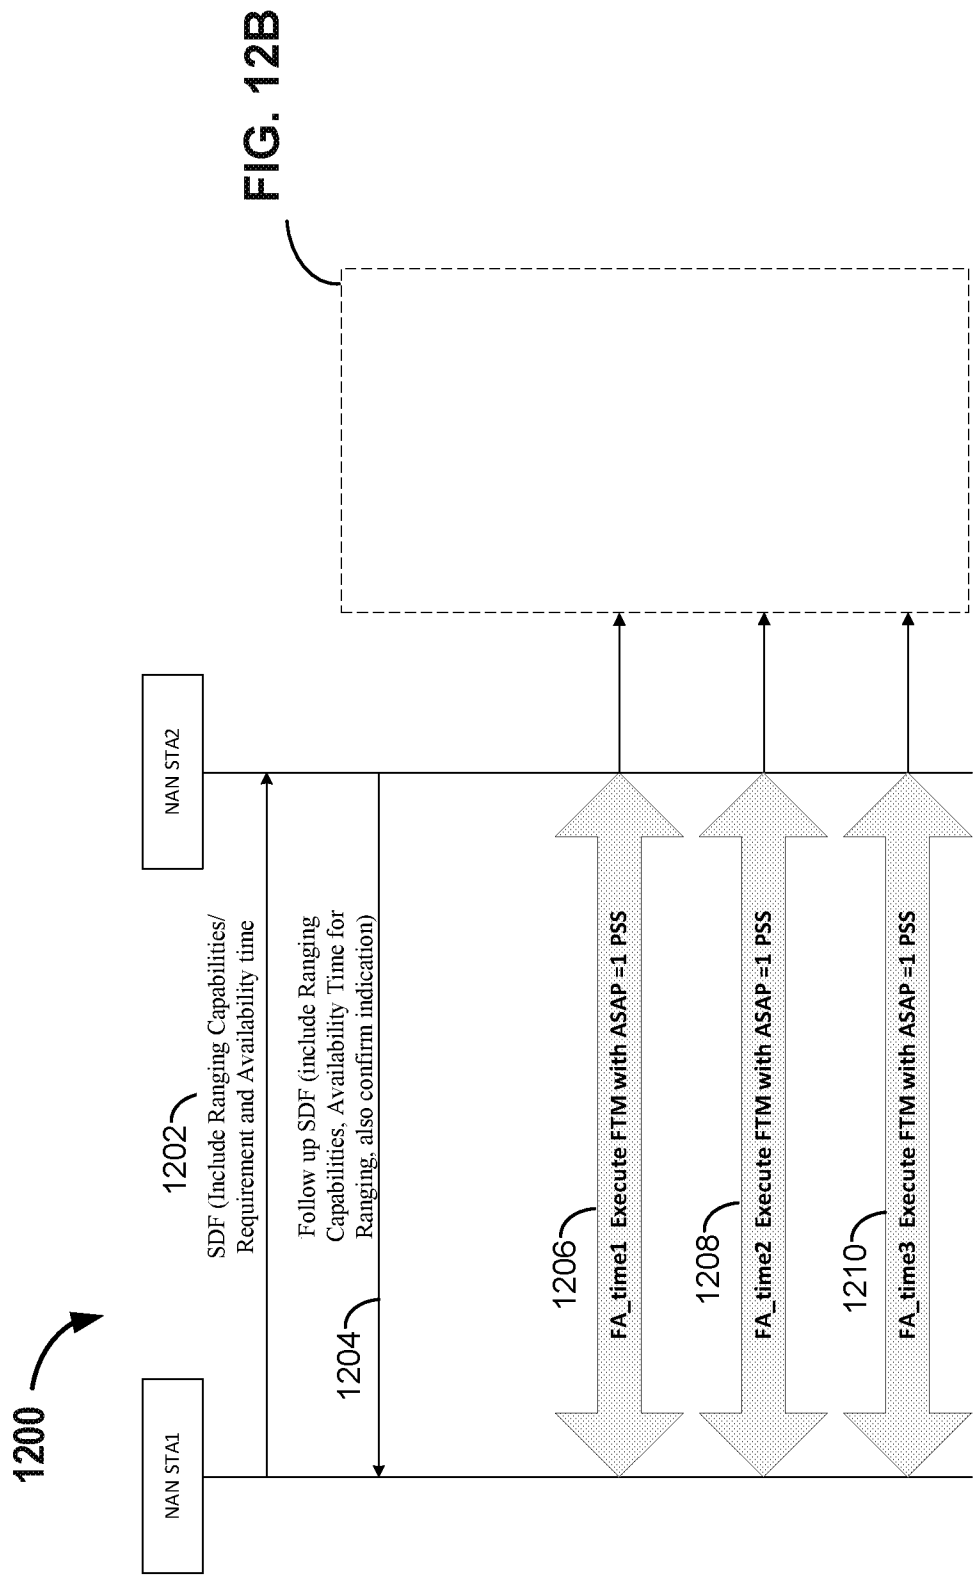 1200
NAN STA1
NAN STA2
1202
SDF (Include Ranging Capabilities/
Requirement and Availability time
Follow up SDF (include Ranging
Capabilities, Availability Time for
Ranging, also confirm indication)
1204
FIG. 12B
1206
FA_time1 Execute FTM with ASAP =1 PSS
1208
FA_time2 Execute FTM with ASAP =1 PSS
1210
FA_time3 Execute FTM with ASAP =1 PSS